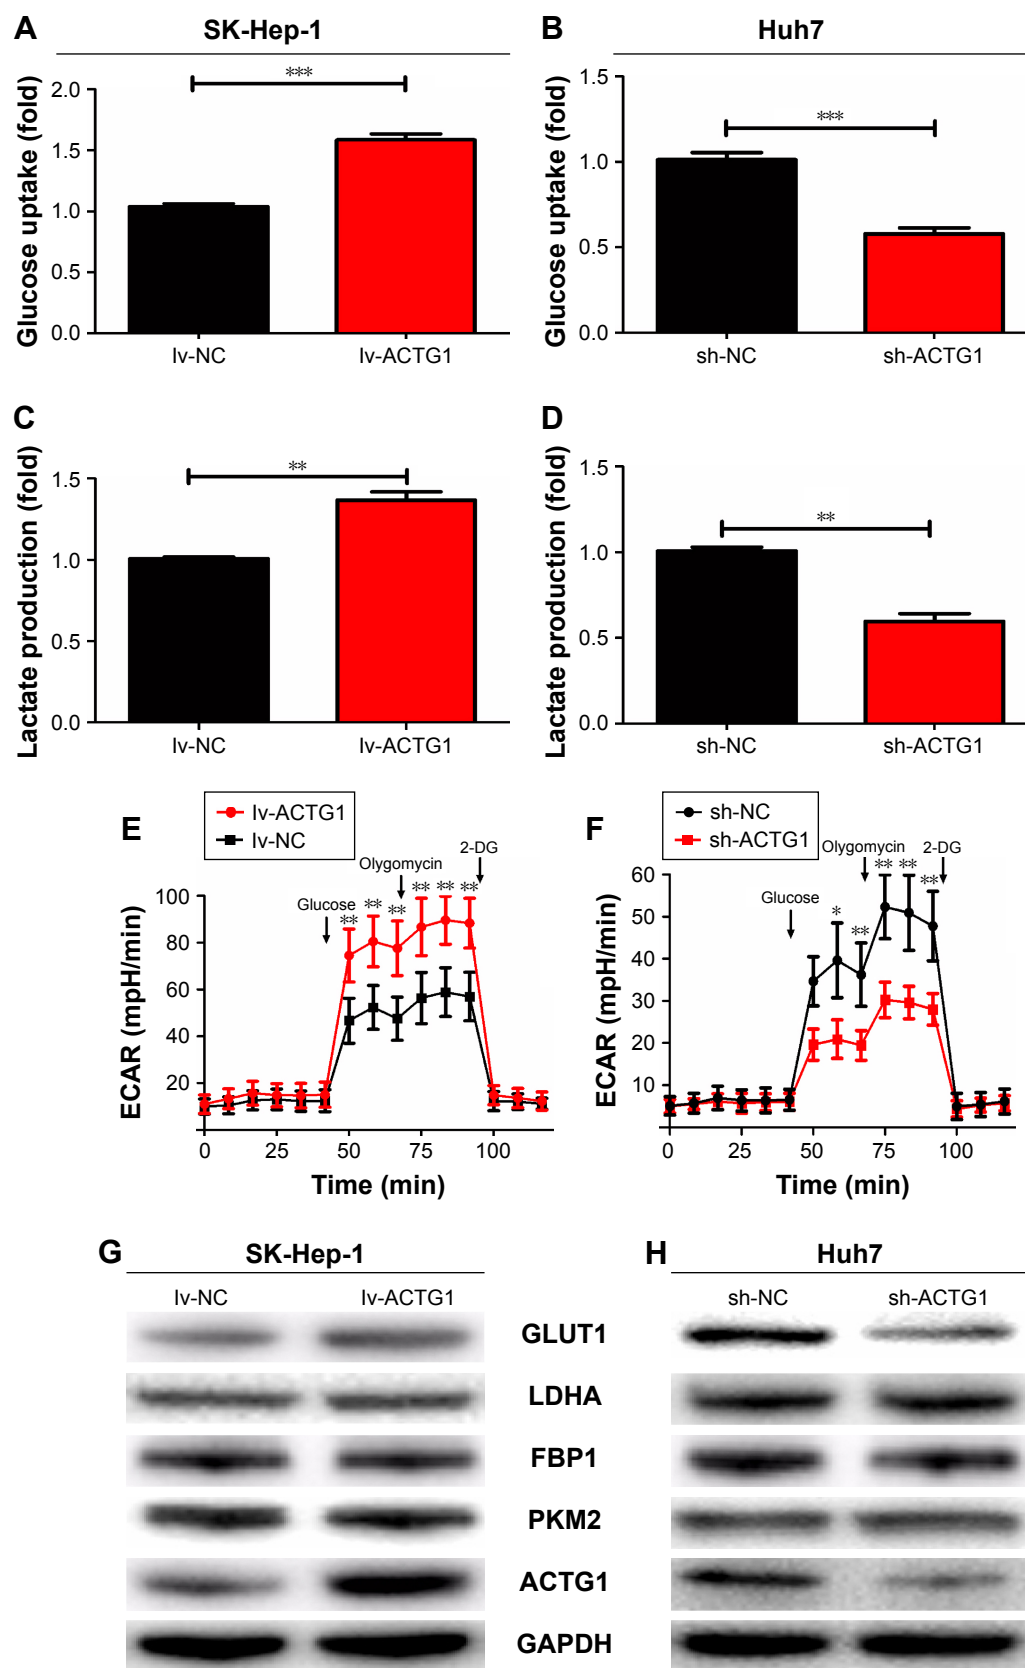 A SK-Hep-1
Glucose uptake (fold)
2.0
1.5
1.0
0.5
0.0
***
lv-NC lv-ACTG1
B Huh7
Glucose uptake (fold)
1.5
1.0
0.5
0.0
***
sh-NC sh-ACTG1
C
Lactate production (fold)
1.5
1.0
0.5
0.0
**
lv-NC lv-ACTG1
D
Lactate production (fold)
1.5
1.0
0.5
0.0
**
sh-NC sh-ACTG1
E
lv-ACTG1
lv-NC
ECAR (mpH/min)
100
80
60
40
20
Glucose
Olygomycin
2-DG
** ** ** ** ** **
0 25 50 75 100
Time (min)
F
sh-NC
sh-ACTG1
ECAR (mpH/min)
60
50
40
30
20
10
Glucose
Olygomycin
2-DG
* ** ** ** **
0 25 50 75 100
Time (min)
G SK-Hep-1
lv-NC lv-ACTG1
H Huh7
sh-NC sh-ACTG1
GLUT1
LDHA
FBP1
PKM2
ACTG1
GAPDH